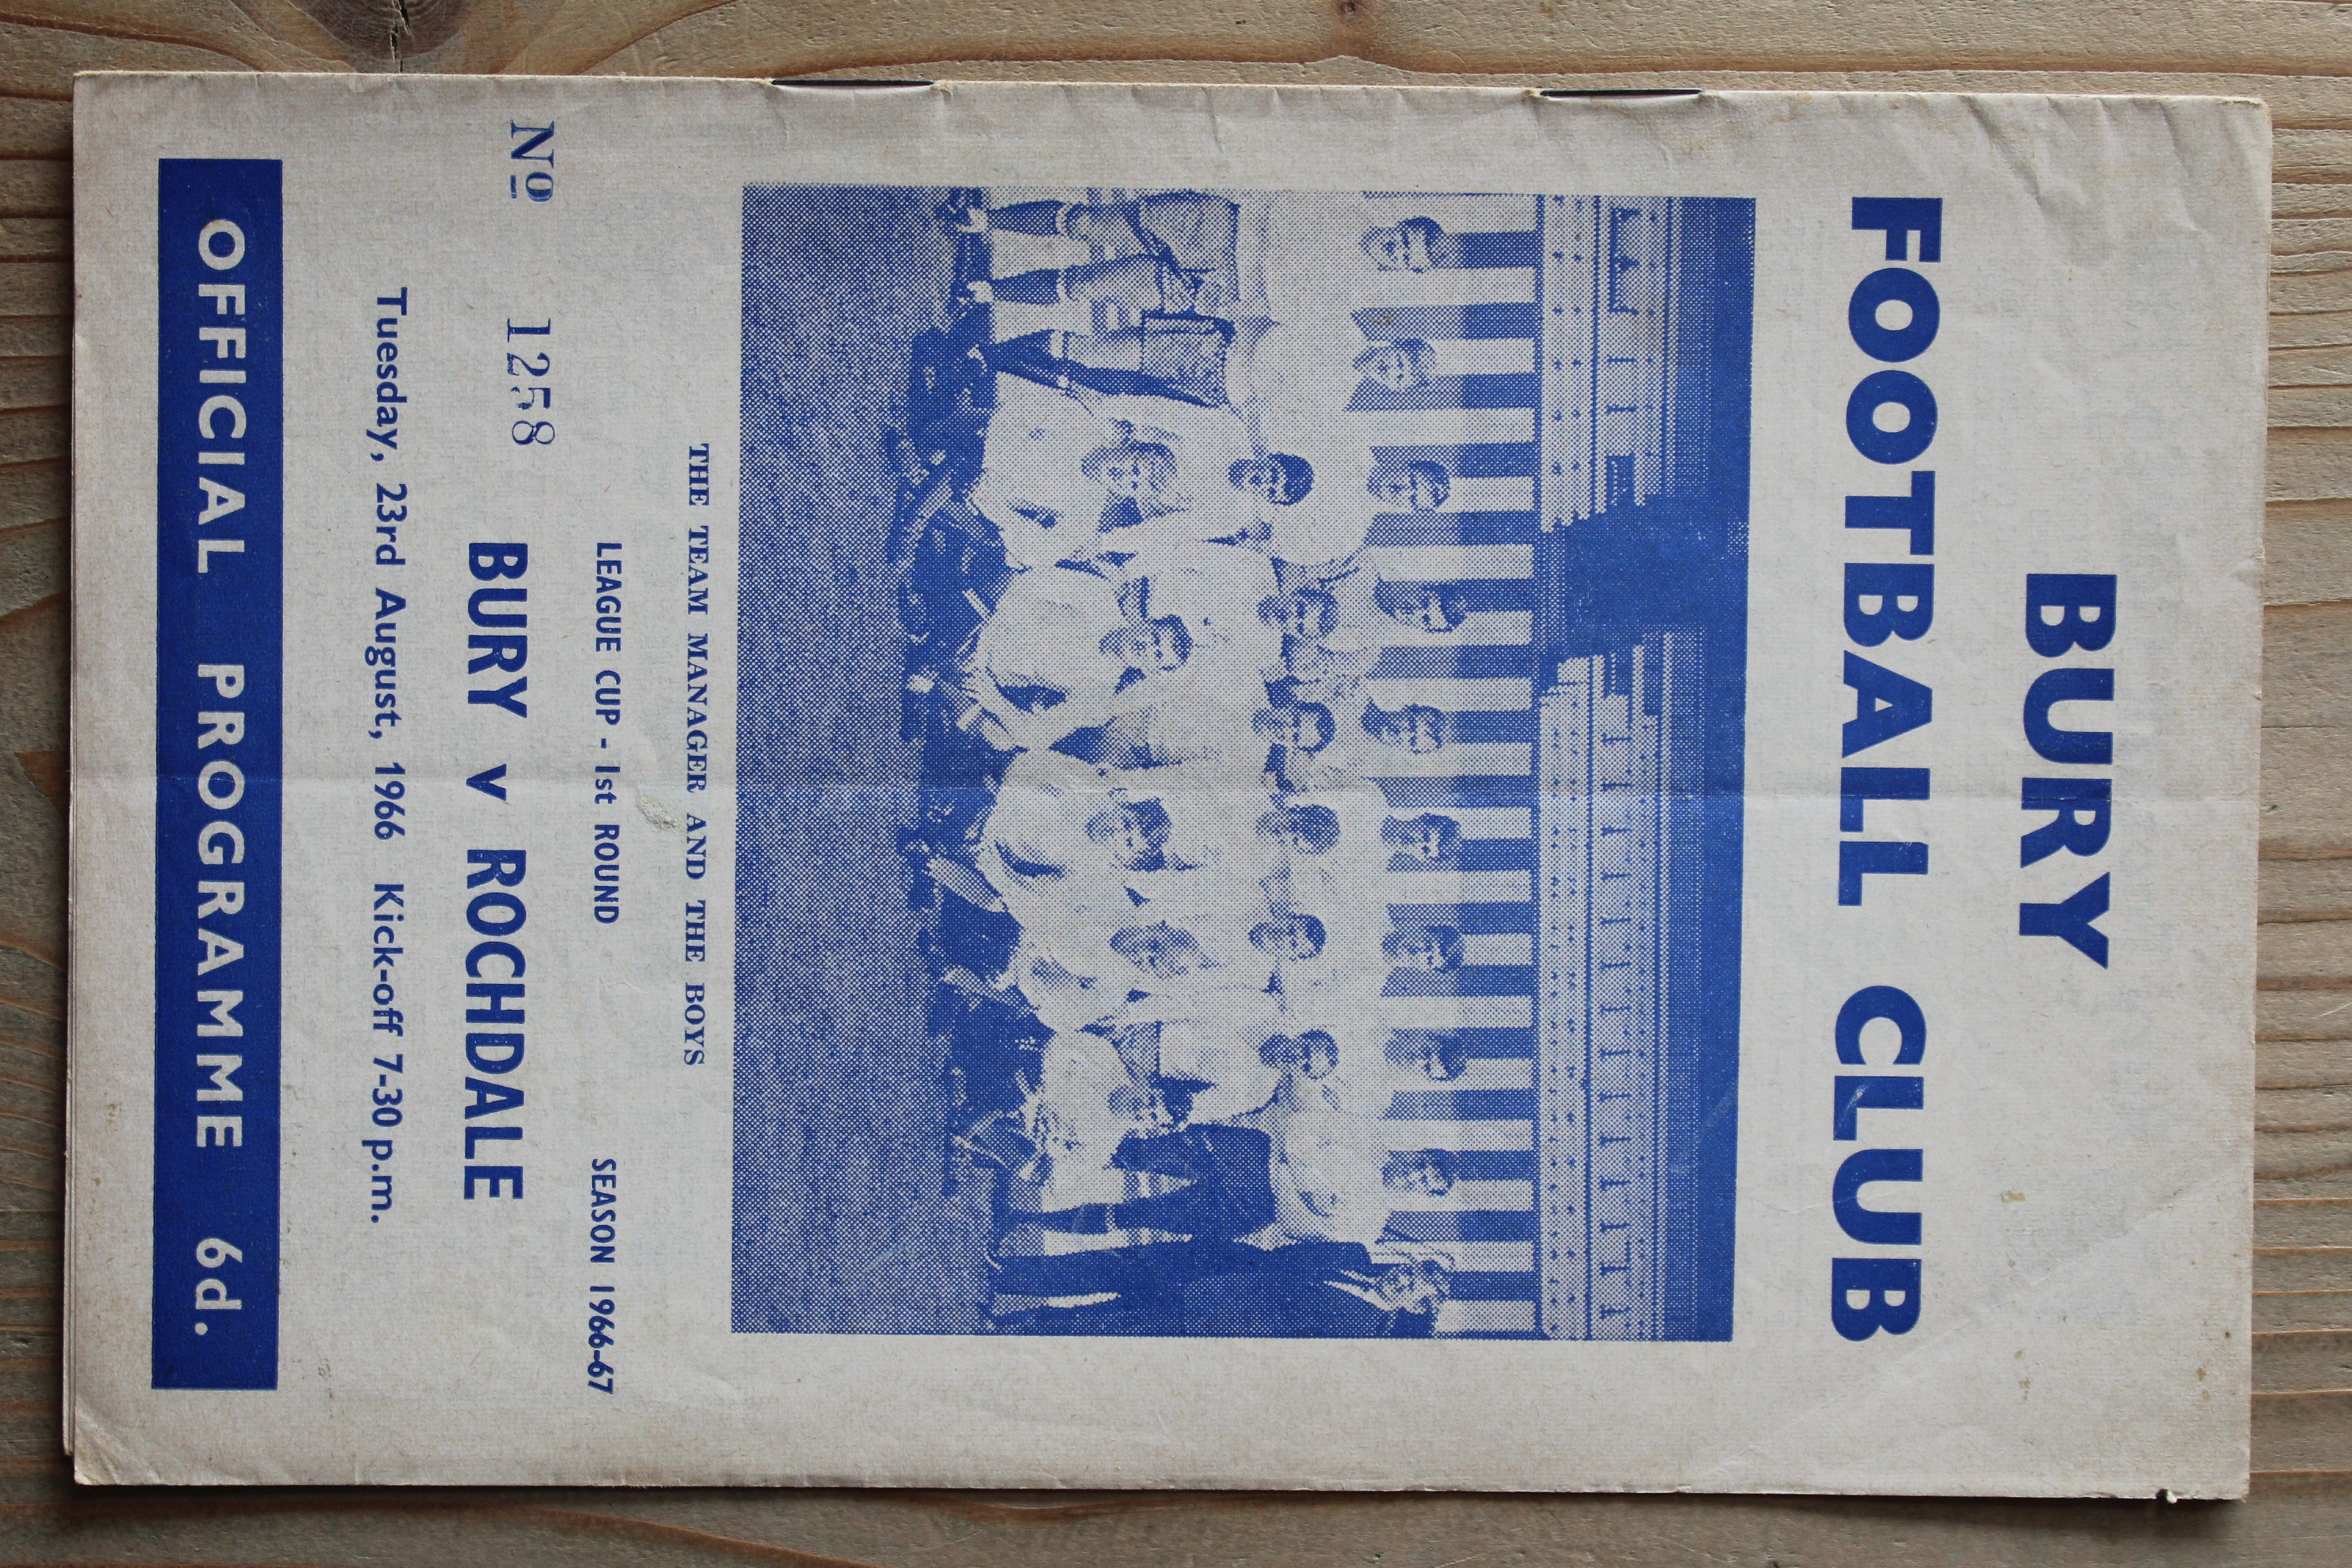 BURY
FOOTBALL CLUB
THE TEAM MANAGER AND THE BOYS
LEAGUE CUP - 1st ROUND SEASON 1966-67
No 1258 BURY v ROCHDALE
Tuesday, 23rd August, 1966 Kick-off 7-30 p.m.
OFFICIAL PROGRAMME 6d.